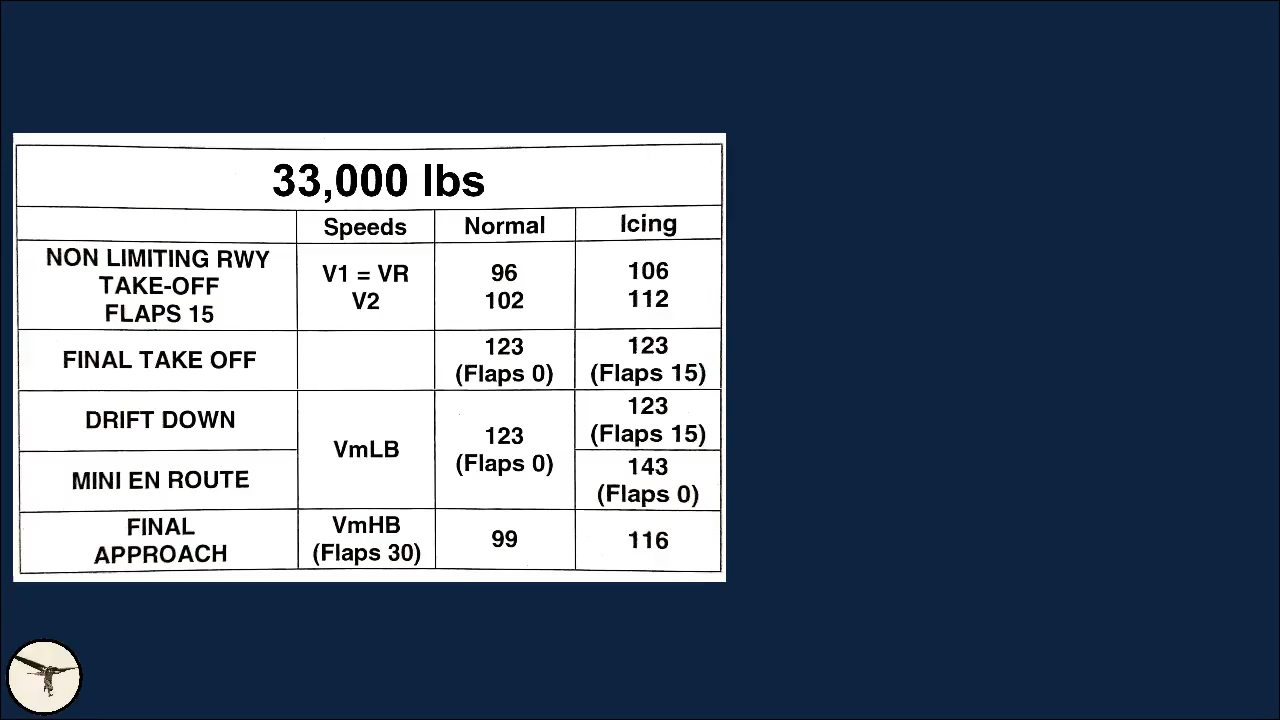 33,000 lbs
Speeds Normal Icing
NON LIMITING RWY
TAKE-OFF
FLAPS 15
V1 = VR
V2
96
102
106
112
FINAL TAKE OFF
123
(Flaps 0)
123
(Flaps 15)
DRIFT DOWN
VmLB
123
(Flaps 0)
123
(Flaps 15)
MINI EN ROUTE
143
(Flaps 0)
FINAL
APPROACH
VmHB
(Flaps 30)
99
116